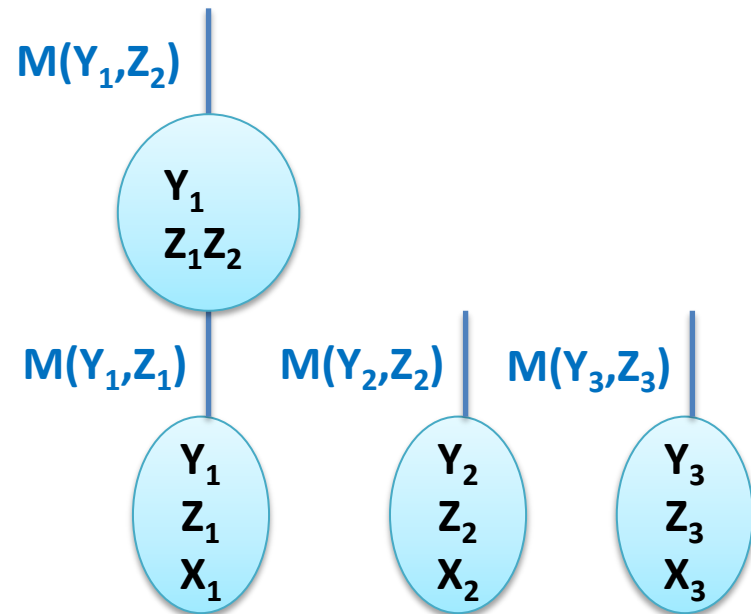 M(Y₁,Z₂)
Y₁
Z₁Z₂
M(Y₁,Z₁) M(Y₂,Z₂) M(Y₃,Z₃)
Y₁ Y₂ Y₃
Z₁ Z₂ Z₃
X₁ X₂ X₃